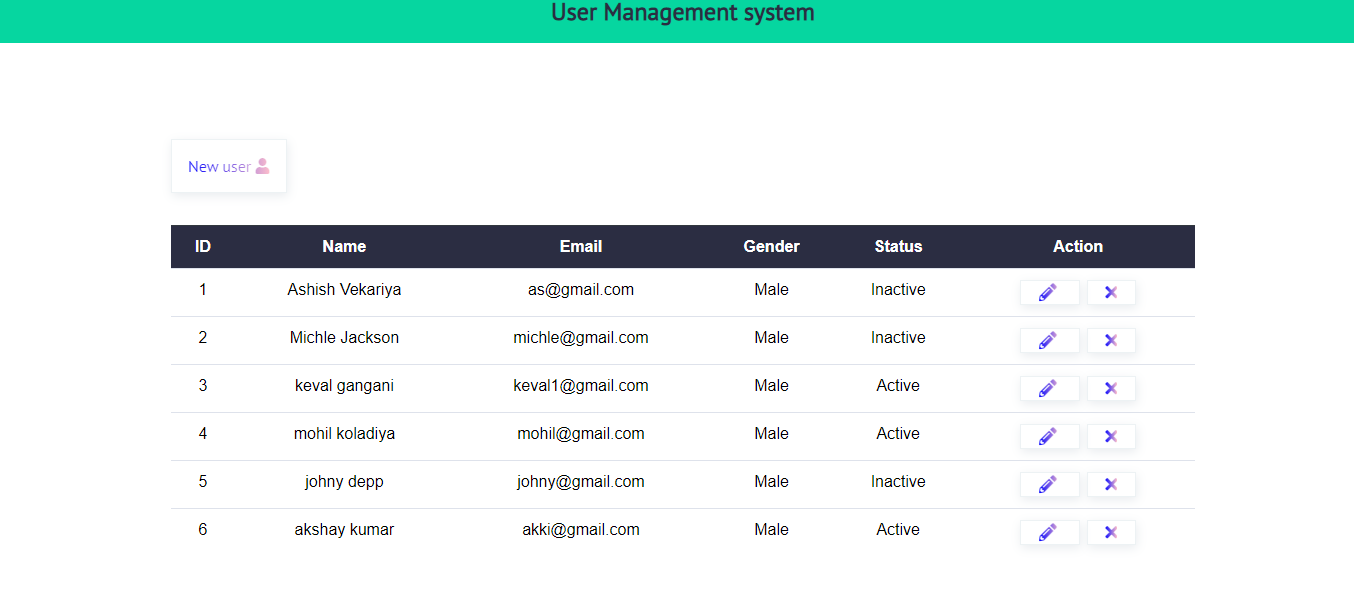 User Management system
New user
ID Name Email Gender Status Action
1 Ashish Vekariya as@gmail.com Male Inactive
2 Michle Jackson michle@gmail.com Male Inactive
3 keval gangani keval1@gmail.com Male Active
4 mohil koladiya mohil@gmail.com Male Active
5 johny depp johny@gmail.com Male Inactive
6 akshay kumar akki@gmail.com Male Active